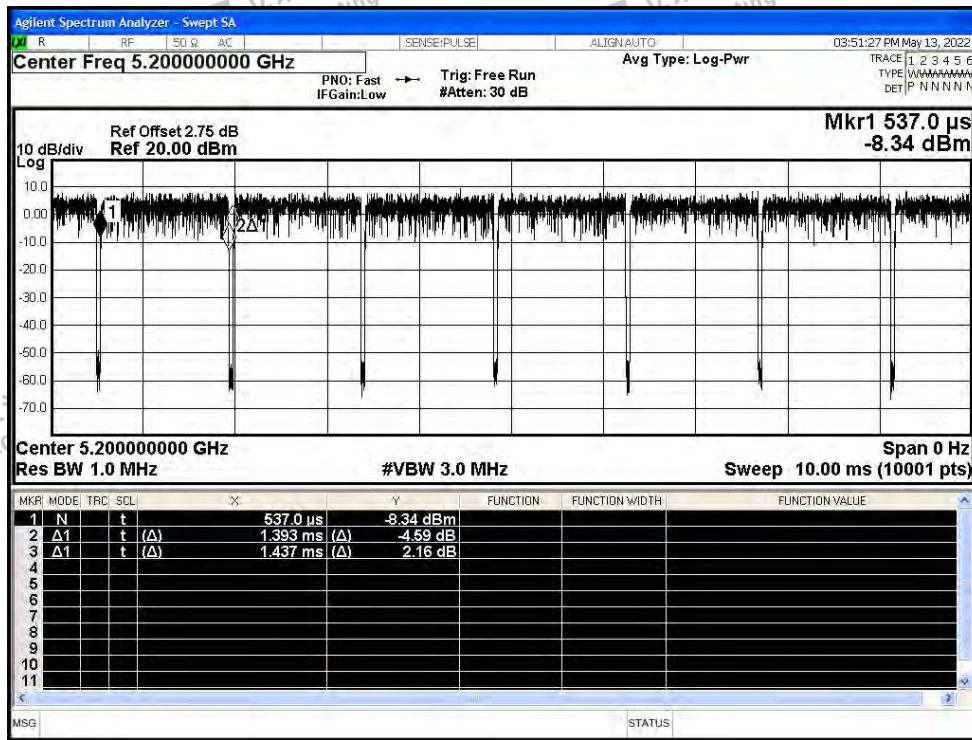 Agilent Spectrum Analyzer - Swept SA
LXI R RF 50 Ω AC SENSE:PULSE ALIGNAUTO 03:51:27 PM May 13, 2022
Center Freq 5.200000000 GHz Avg Type: Log-Pwr TRACE 1 2 3 4 5 6
PNO: Fast Trig: Free Run TYPE WWWWWW
IFGain:Low #Atten: 30 dB DET P N N N N N
Mkr1 537.0 µs
Ref Offset 2.75 dB
10 dB/div Ref 20.00 dBm -8.34 dBm
Log
10.0
0.00
-10.0
-20.0
-30.0
-40.0
-50.0
-60.0
-70.0
1
2Δ1
Center 5.200000000 GHz Span 0 Hz
Res BW 1.0 MHz #VBW 3.0 MHz Sweep 10.00 ms (10001 pts)
MKR MODE TRC SCL X Y FUNCTION FUNCTION WIDTH FUNCTION VALUE
1 N t 537.0 µs -8.34 dBm
2 Δ1 t (Δ) 1.393 ms (Δ) -4.59 dB
3 Δ1 t (Δ) 1.437 ms (Δ) 2.16 dB
4
5
6
7
8
9
10
11
MSG STATUS